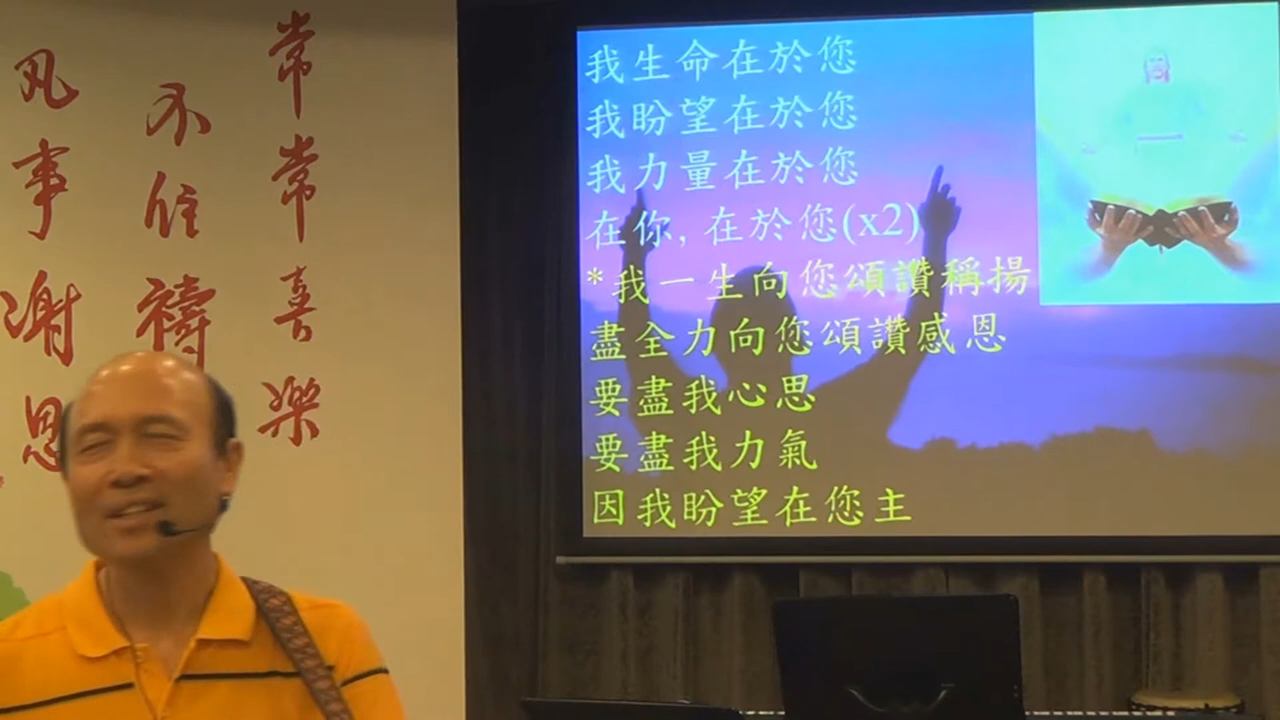 常常喜樂
不住禱
凡事謝恩
我生命在於您
我盼望在於您
我力量在於您
在你, 在於您(x2)
*我一生向您頌讚稱揚
盡全力向您頌讚感恩
要盡我心思
要盡我力氣
因我盼望在您主